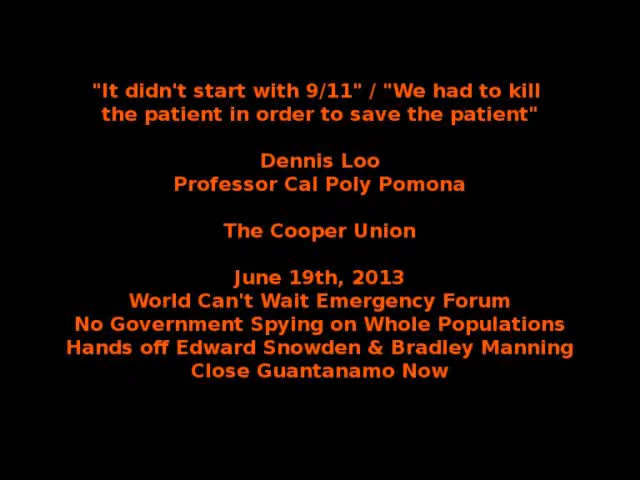 "It didn't start with 9/11" / "We had to kill
the patient in order to save the patient"
Dennis Loo
Professor Cal Poly Pomona
The Cooper Union
June 19th, 2013
World Can't Wait Emergency Forum
No Government Spying on Whole Populations
Hands off Edward Snowden & Bradley Manning
Close Guantanamo Now